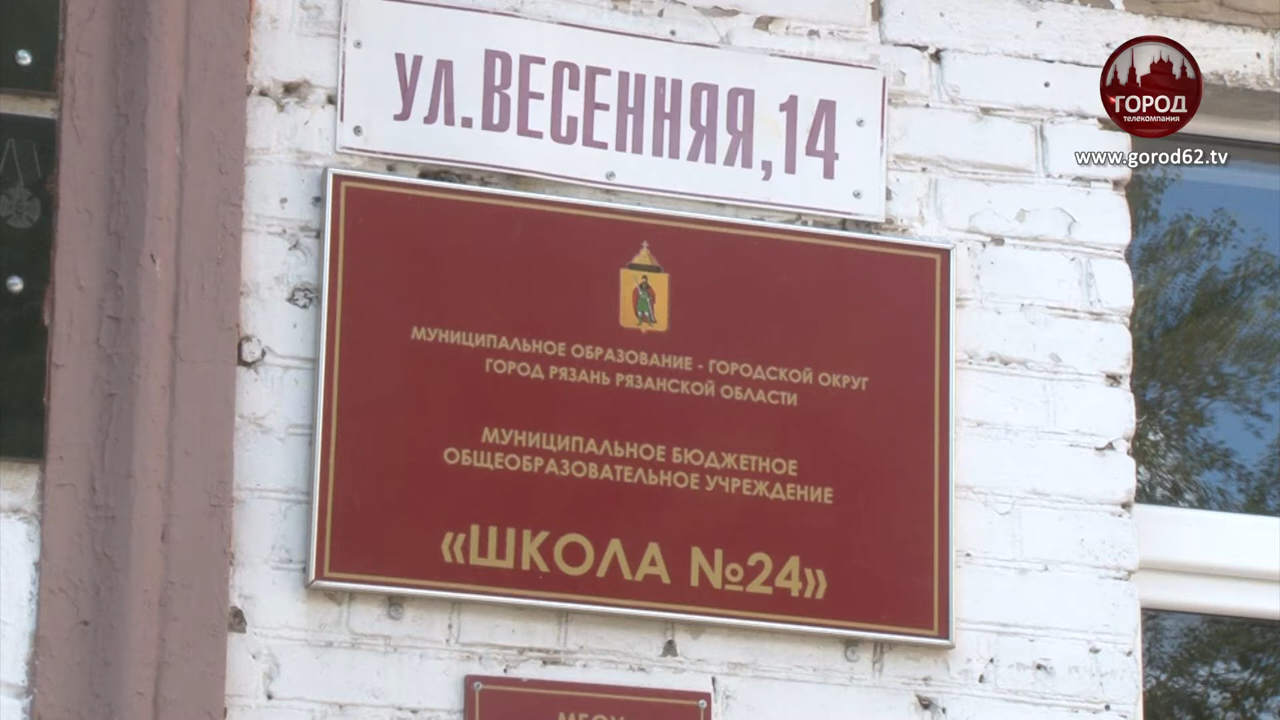 ул.ВЕСЕННЯЯ,14
ГОРОД
ТЕЛЕКОМПАНИЯ
www.gorod62.tv
МУНИЦИПАЛЬНОЕ ОБРАЗОВАНИЕ - ГОРОДСКОЙ ОКРУГ
ГОРОД РЯЗАНЬ РЯЗАНСКОЙ ОБЛАСТИ
МУНИЦИПАЛЬНОЕ БЮДЖЕТНОЕ
ОБЩЕОБРАЗОВАТЕЛЬНОЕ УЧРЕЖДЕНИЕ
«ШКОЛА №24»